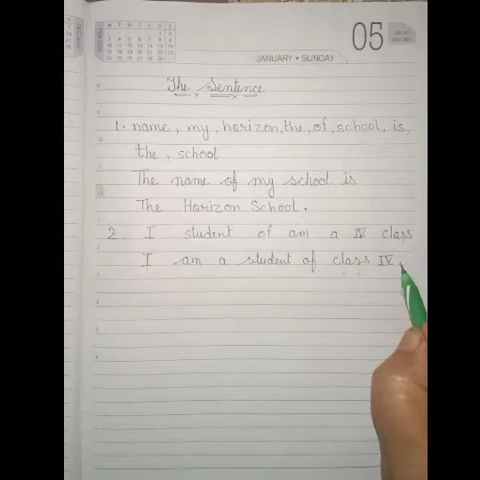 05
JANUARY • SUNDAY
The Sentence
1. name, my, horizon, the, of, school, is,
the, school
The name of my school is
The Horizon School.
2. I student of am a IV class
I am a student of class IV.